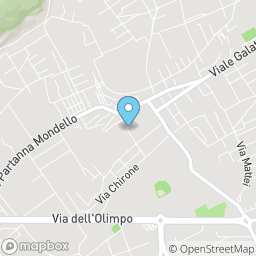 Viale Galat
Partanna Mondello
Via Mattei
Via Chirone
Via dell'Olimpo
mapbox
© OpenStreetMap